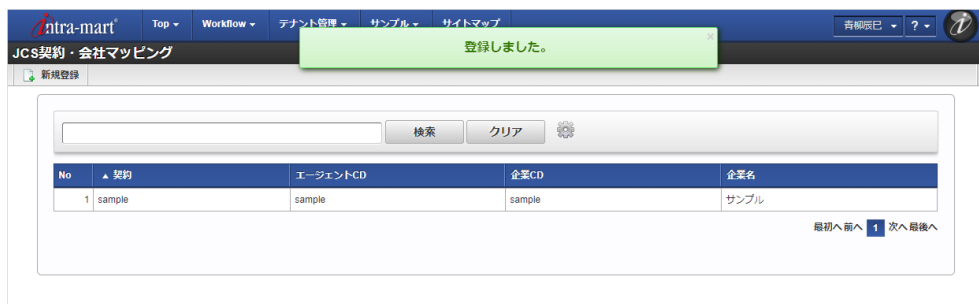 intra-mart Top Workflow テナント管理 サンプル サイトマップ 青柳辰巳 ?
登録しました。 ×
JCS契約・会社マッピング
新規登録
検索 クリア
No ▲ 契約 エージェントCD 企業CD 企業名
1 sample sample sample サンプル
最初へ 前へ 1 次へ 最後へ